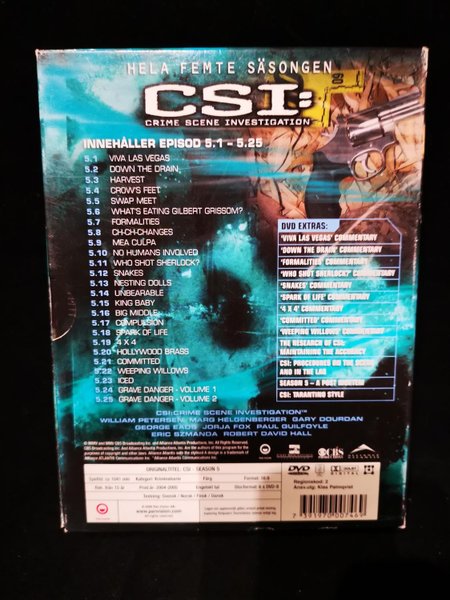 HELA FEMTE SÄSONGEN
CSI:
CRIME SCENE INVESTIGATION
INNEHÅLLER EPISOD 5.1 – 5.25
5.1 VIVA LAS VEGAS
5.2 DOWN THE DRAIN
5.3 HARVEST
5.4 CROW'S FEET
5.5 SWAP MEET
5.6 WHAT'S EATING GILBERT GRISSOM?
5.7 FORMALITIES
5.8 CH-CH-CHANGES
5.9 MEA CULPA
5.10 NO HUMANS INVOLVED
5.11 WHO SHOT SHERLOCK?
5.12 SNAKES
5.13 NESTING DOLLS
5.14 UNBEARABLE
5.15 KING BABY
5.16 BIG MIDDLE
5.17 COMPULSION
5.18 SPARK OF LIFE
5.19 4 X 4
5.20 HOLLYWOOD BRASS
5.21 COMMITTED
5.22 WEEPING WILLOWS
5.23 ICED
5.24 GRAVE DANGER - VOLUME 1
5.25 GRAVE DANGER - VOLUME 2
DVD EXTRAS:
'VIVA LAS VEGAS' COMMENTARY
'DOWN THE DRAIN' COMMENTARY
'FORMALITIES' COMMENTARY
'WHO SHOT SHERLOCK?' COMMENTARY
'SNAKES' COMMENTARY
'SPARK OF LIFE' COMMENTARY
'4 X 4' COMMENTARY
'COMMITTED' COMMENTARY
'WEEPING WILLOWS' COMMENTARY
THE RESEARCH OF CSI:
MAINTAINING THE ACCURACY
CSI: PROCEDURES ON THE SCENE
AND IN THE LAB
SEASON 5 – A POST MORTEM
CSI: TARANTINO STYLE
CSI:CRIME SCENE INVESTIGATION
WILLIAM PETERSEN, MARG HELGENBERGER, GARY DOURDAN,
GEORGE EADS, JORJA FOX, PAUL GUILFOYLE,
ERIC SZMANDA, ROBERT DAVID HALL
ORIGINALTITEL: CSI - SEASON 5
Färg
Format: 16:9
DVD
Regionskod: 2
7 391970 007469